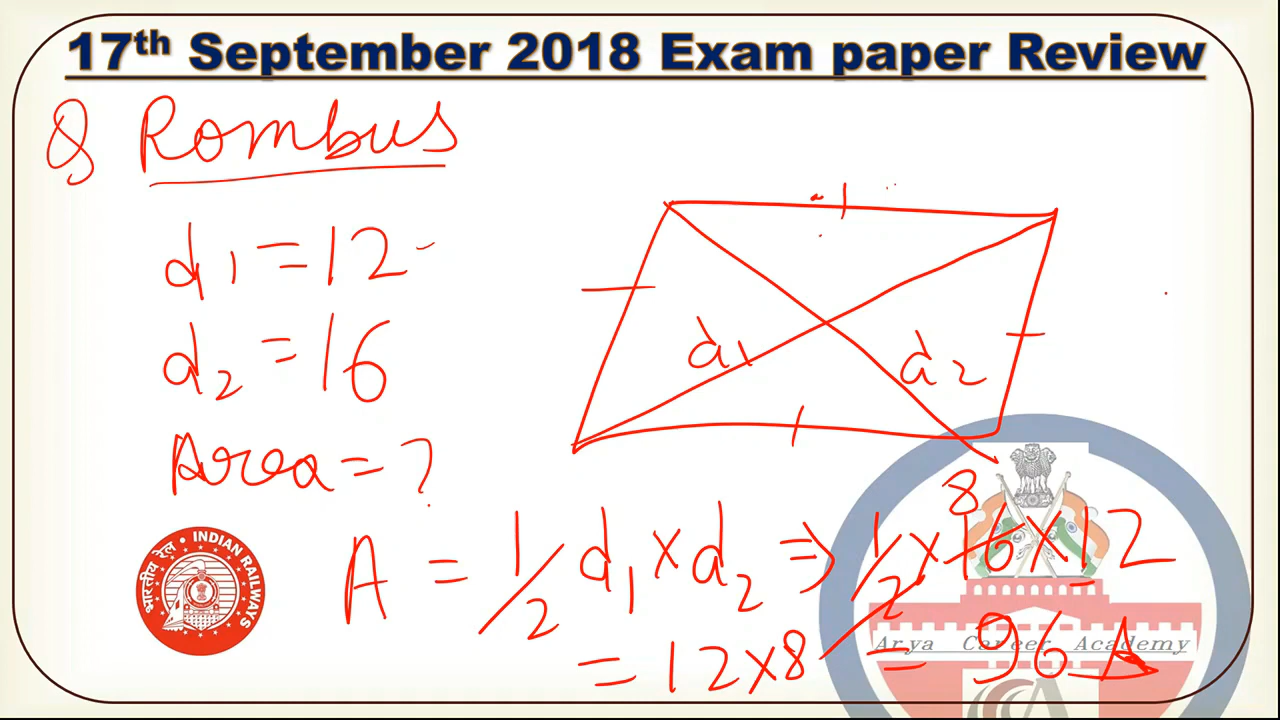 17th September 2018 Exam paper Review
Q Rombus
d1 = 12
d2 = 16
Area = ?
d1
d2
A = 1/2 d1 × d2 ⇒ 1/2 × 16 × 12
8
= 12×8 = 96 A
भारतीय रेल • INDIAN RAILWAYS
Arya Career Academy